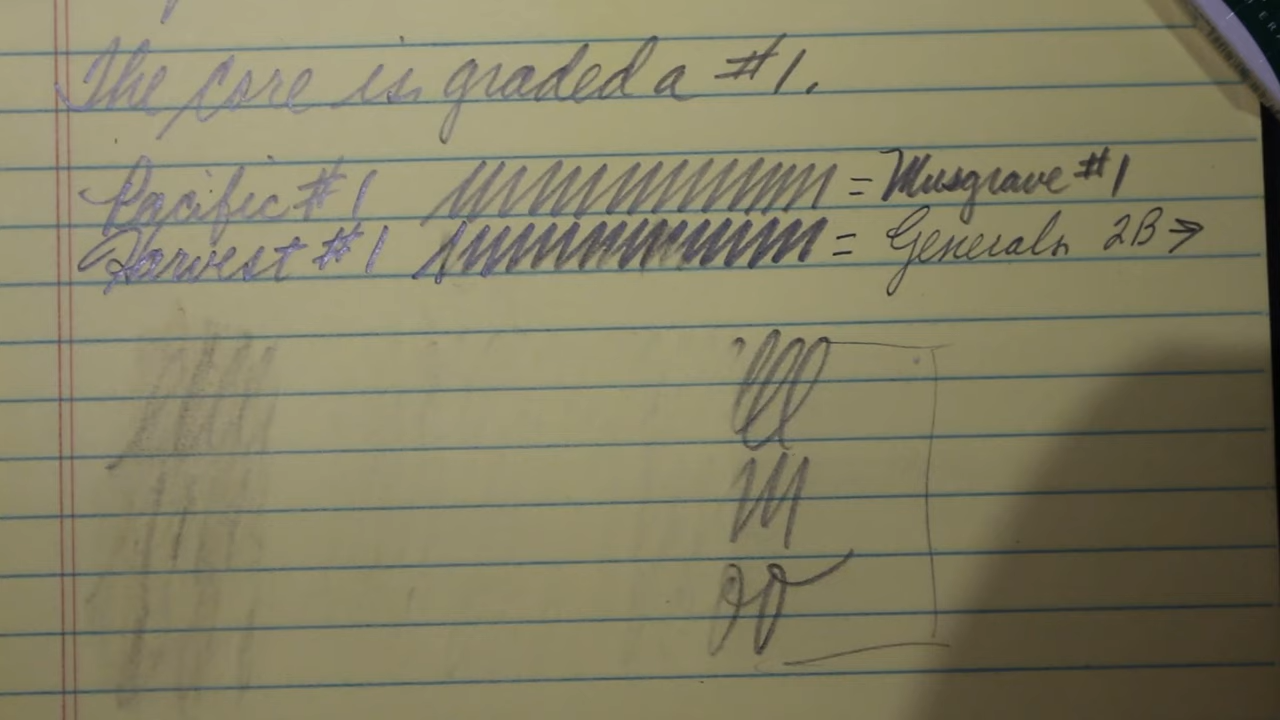 The core is graded a #1.
Pacific #1 = Musgrave #1
Harvest #1 = Generals 2B →